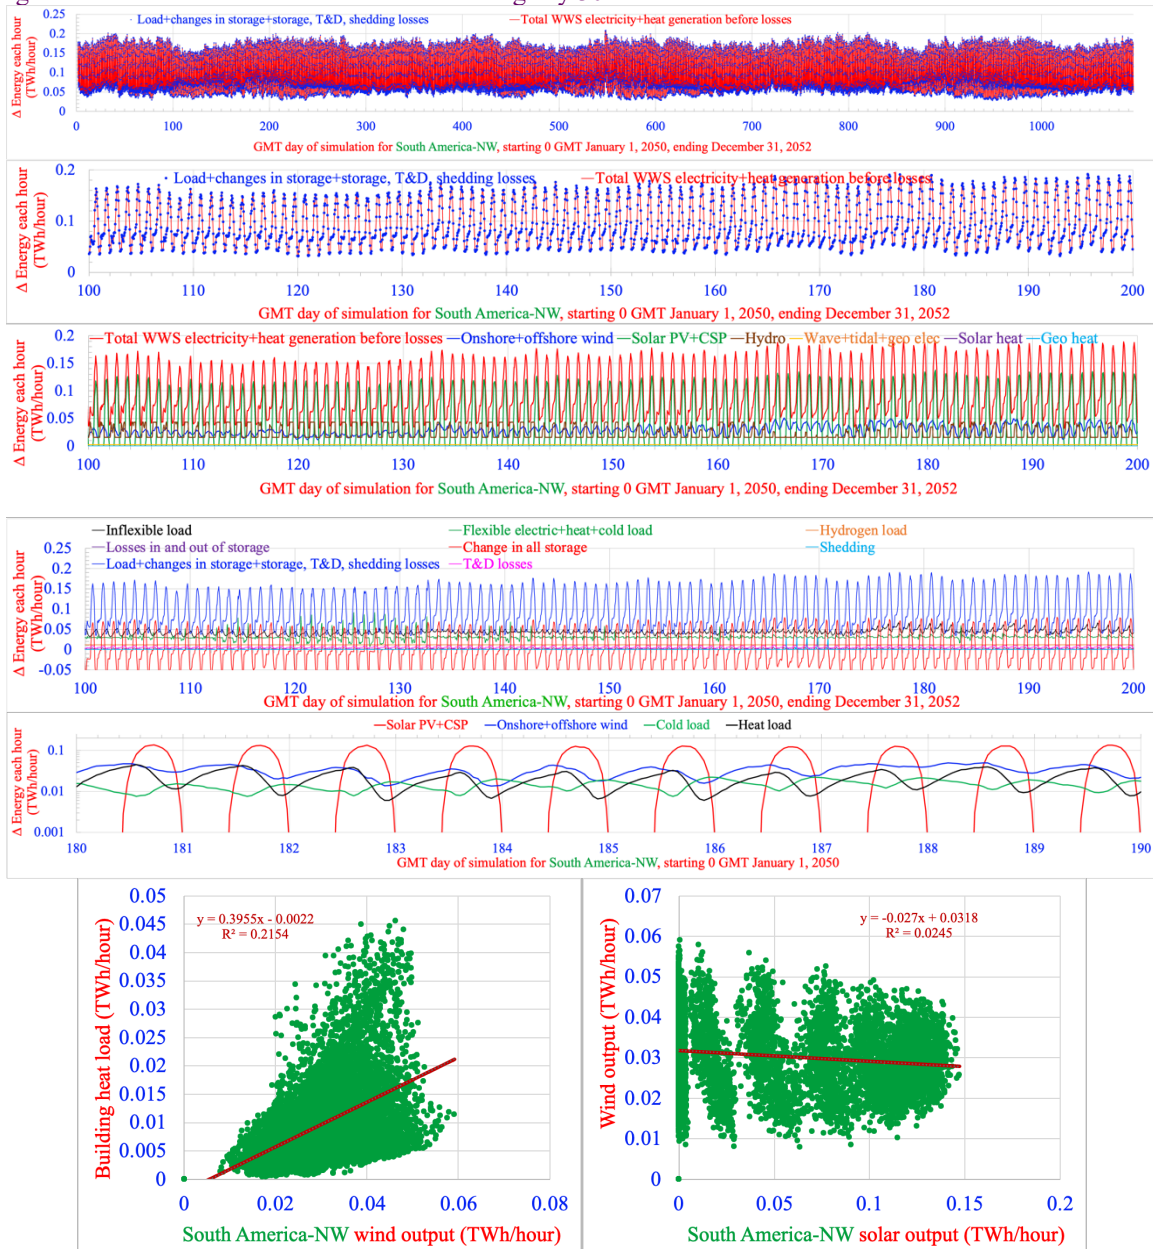 Load+changes in storage+storage, T&D, shedding losses Total WWS electricity+heat generation before losses
Δ Energy each hour
(TWh/hour)
0.25
0.2
0.15
0.1
0.05
0
0 100 200 300 400 500 600 700 800 900 1000
GMT day of simulation for South America-NW, starting 0 GMT January 1, 2050, ending December 31, 2052
Load+changes in storage+storage, T&D, shedding losses Total WWS electricity+heat generation before losses
Δ Energy each hour
(TWh/hour)
0.2
0.1
0
100 110 120 130 140 150 160 170 180 190 200
GMT day of simulation for South America-NW, starting 0 GMT January 1, 2050, ending December 31, 2052
Total WWS electricity+heat generation before losses Onshore+offshore wind Solar PV+CSP Hydro Wave+tidal+geo elec Solar heat Geo heat
Δ Energy each hour
(TWh/hour)
0.2
0.15
0.1
0.05
0
100 110 120 130 140 150 160 170 180 190 200
GMT day of simulation for South America-NW, starting 0 GMT January 1, 2050, ending December 31, 2052
Inflexible load Flexible electric+heat+cold load Hydrogen load
Losses in and out of storage Change in all storage Shedding
Load+changes in storage+storage, T&D, shedding losses T&D losses
Δ Energy each hour
(TWh/hour)
0.25
0.2
0.15
0.1
0.05
0
-0.05
100 110 120 130 140 150 160 170 180 190 200
GMT day of simulation for South America-NW, starting 0 GMT January 1, 2050, ending December 31, 2052
Solar PV+CSP Onshore+offshore wind Cold load Heat load
Δ Energy each hour
(TWh/hour)
0.1
0.01
0.001
180 181 182 183 184 185 186 187 188 189 190
GMT day of simulation for South America-NW, starting 0 GMT January 1, 2050
Building heat load (TWh/hour)
0.05
0.045
0.04
0.035
0.03
0.025
0.02
0.015
0.01
0.005
0
y = 0.3955x - 0.0022
R² = 0.2154
0 0.02 0.04 0.06 0.08
South America-NW wind output (TWh/hour)
Wind output (TWh/hour)
0.07
0.06
0.05
0.04
0.03
0.02
0.01
0
y = -0.027x + 0.0318
R² = 0.0245
0 0.05 0.1 0.15 0.2
South America-NW solar output (TWh/hour)